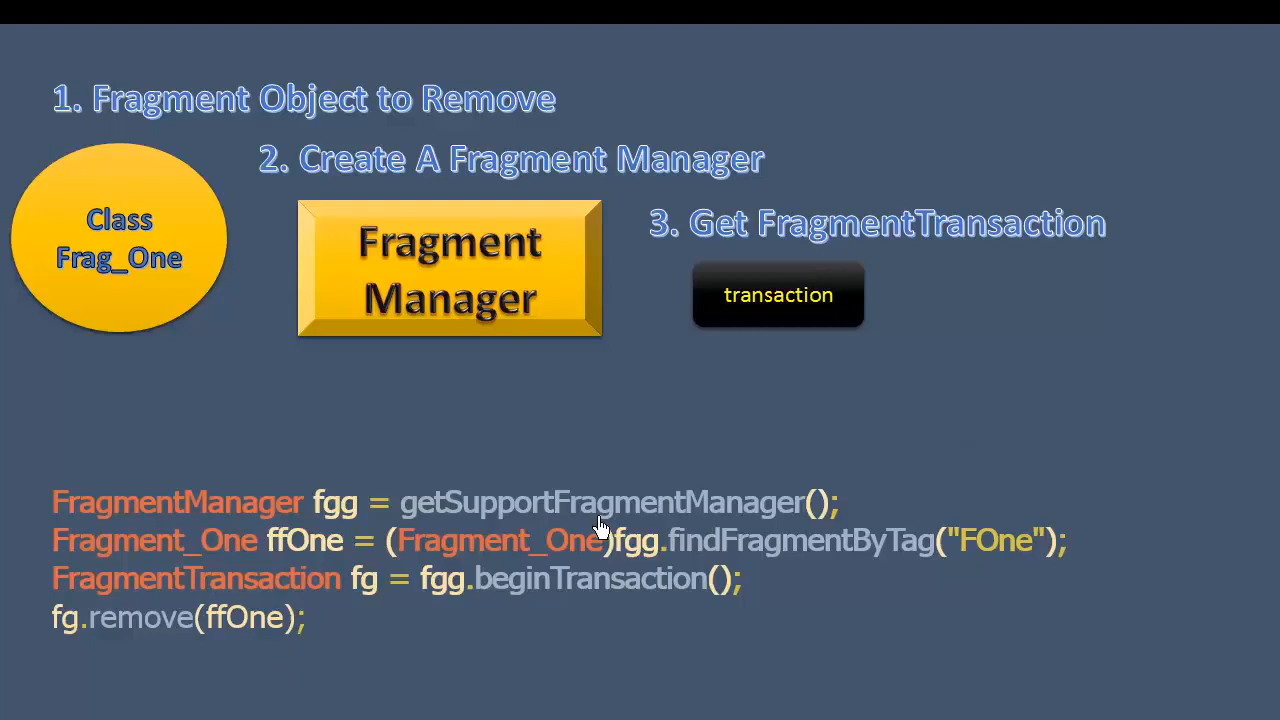 1. Fragment Object to Remove
2. Create A Fragment Manager
Class
Frag_One
3. Get FragmentTransaction
Fragment
Manager
transaction
FragmentManager fgg = getSupportFragmentManager();
Fragment_One ffOne = (Fragment_One)fgg.findFragmentByTag("FOne");
FragmentTransaction fg = fgg.beginTransaction();
fg.remove(ffOne);